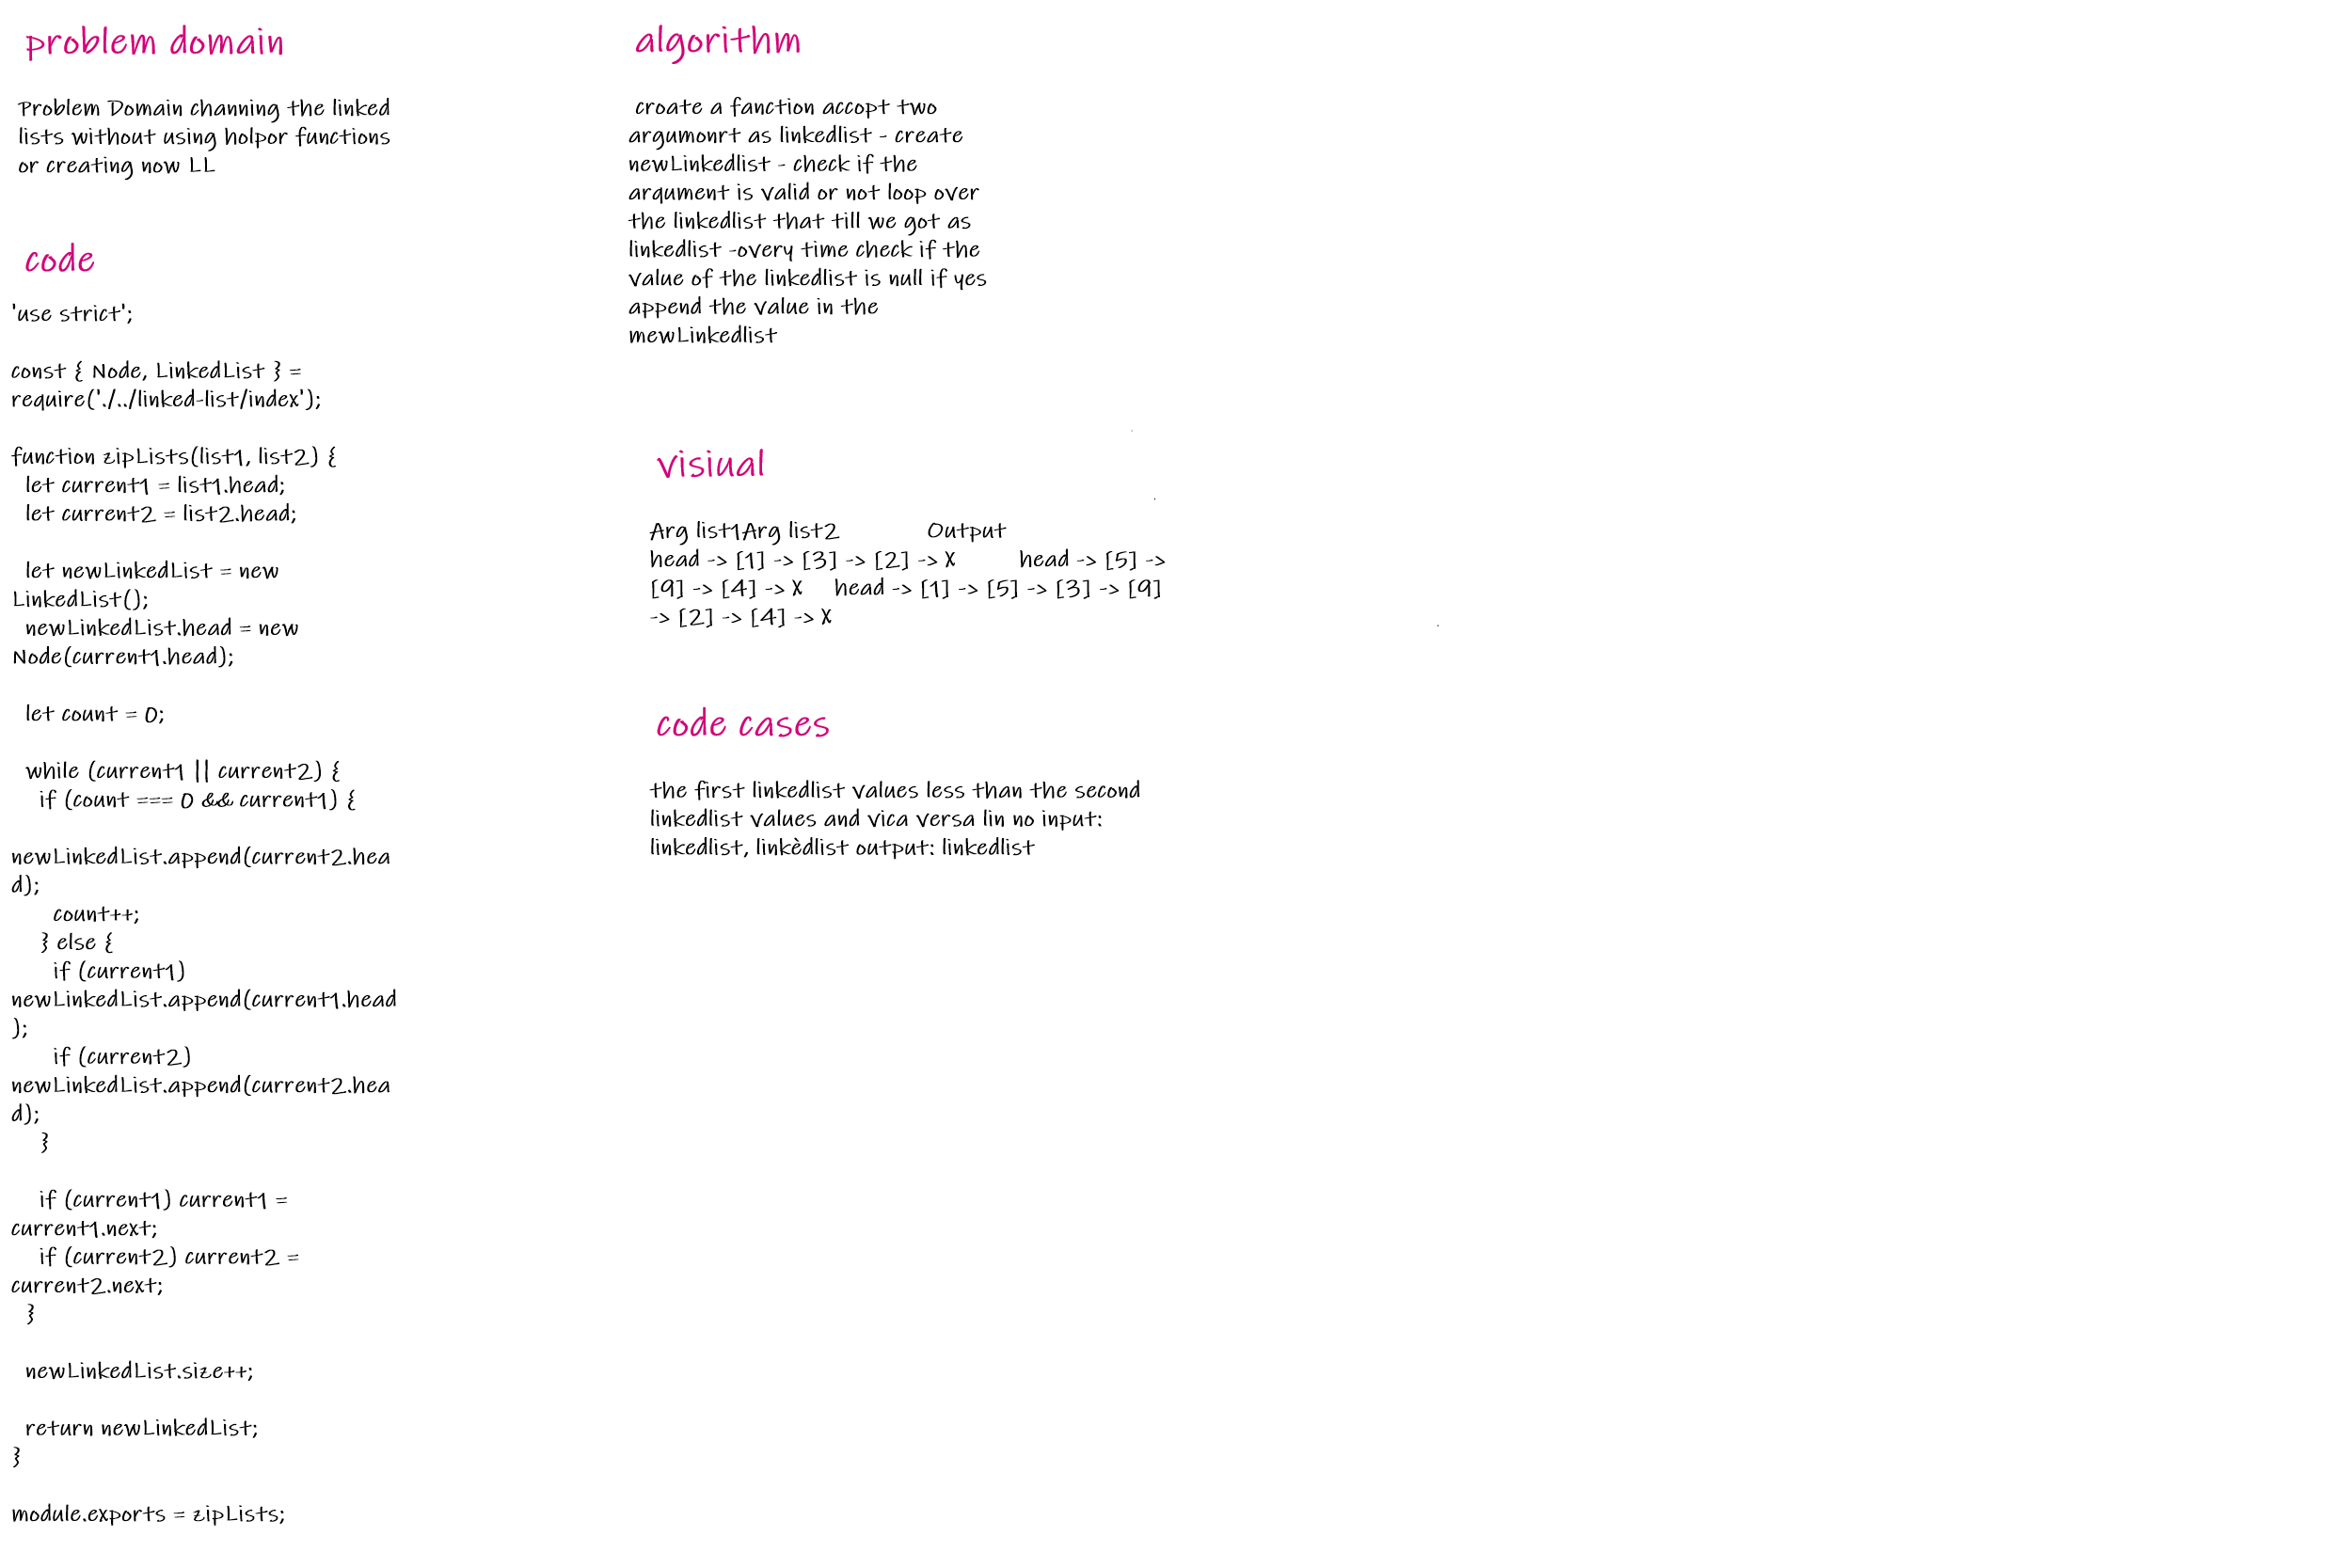 problem domain
Problem Domain channing the linked
lists without using holpor functions
or creating now LL
code
'use strict';
const { Node, LinkedList } =
require('./../linked-list/index');
function zipLists(list1, list2) {
let current1 = list1.head;
let current2 = list2.head;
let newLinkedList = new
LinkedList();
newLinkedList.head = new
Node(current1.head);
let count = 0;
while (current1 || current2) {
if (count === 0 && current1) {
newLinkedList.append(current2.hea
d);
count++;
} else {
if (current1)
newLinkedList.append(current1.head
);
if (current2)
newLinkedList.append(current2.hea
d);
}
if (current1) current1 =
current1.next;
if (current2) current2 =
current2.next;
}
newLinkedList.size++;
return newLinkedList;
}
module.exports = zipLists;
algorithm
croate a fanction accopt two
argumonrt as linkedlist - create
newLinkedlist - check if the
arqument is valid or not loop over
the linkedlist that till we got as
linkedlist -overy time check if the
value of the linkedlist is null if yes
append the value in the
mewLinkedlist
visiual
Arg list1Arg list2 Output
head -> [1] -> [3] -> [2] -> X head -> [5] ->
[9] -> [4] -> X head -> [1] -> [5] -> [3] -> [9]
-> [2] -> [4] -> X
code cases
the first linkedlist values less than the second
linkedlist values and vica versa lin no input:
linkedlist, linkèdlist output: linkedlist